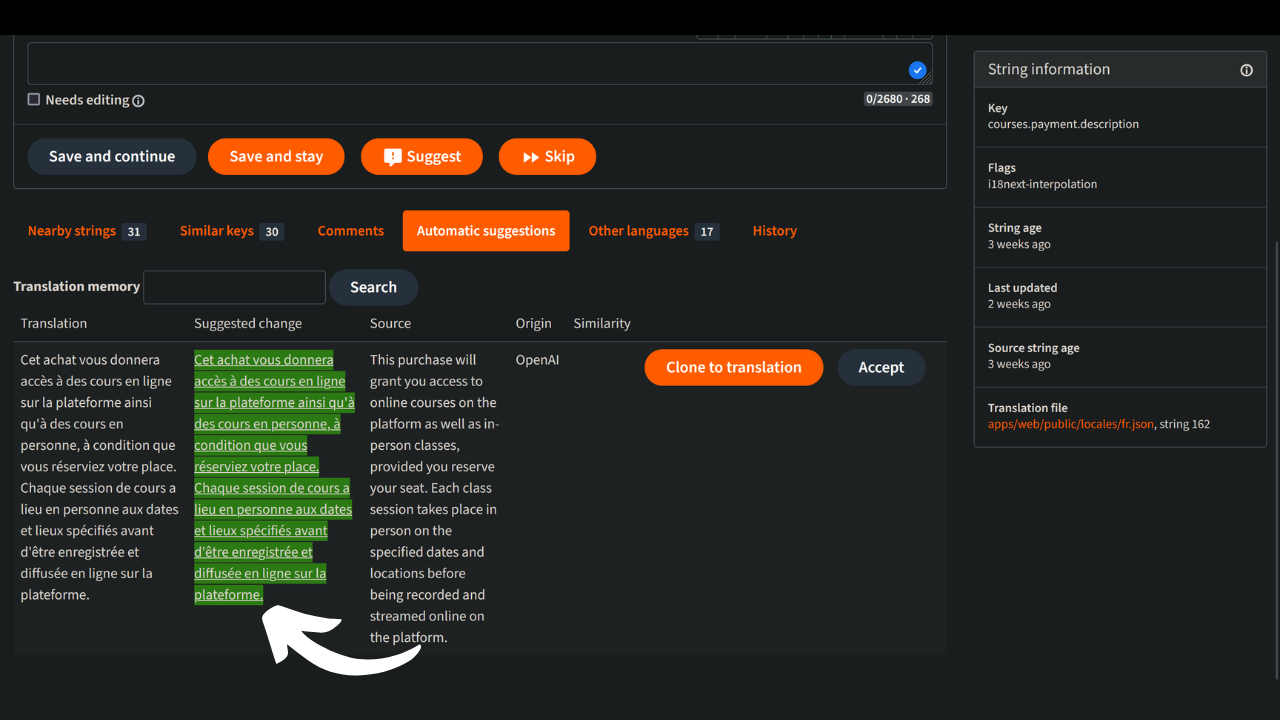 Needs editing
0/2680 · 268
Save and continue
Save and stay
Suggest
Skip
Nearby strings 31
Similar keys 30
Comments
Automatic suggestions
Other languages 17
History
Translation memory
Search
Translation
Suggested change
Source
Origin
Similarity
Cet achat vous donnera
accès à des cours en ligne
sur la plateforme ainsi
qu'à des cours en
personne, à condition que
vous réserviez votre place.
Chaque session de cours a
lieu en personne aux dates
et lieux spécifiés avant
d'être enregistrée et
diffusée en ligne sur la
plateforme.
Cet achat vous donnera
accès à des cours en ligne
sur la plateforme ainsi qu'à
des cours en personne, à
condition que vous
réserviez votre place.
Chaque session de cours a
lieu en personne aux dates
et lieux spécifiés avant
d'être enregistrée et
diffusée en ligne sur la
plateforme.
This purchase will
grant you access to
online courses on the
platform as well as in-
person classes,
provided you reserve
your seat. Each class
session takes place in
person on the
specified dates and
locations before
being recorded and
streamed online on
the platform.
OpenAI
Clone to translation
Accept
String information
Key
courses.payment.description
Flags
i18next-interpolation
String age
3 weeks ago
Last updated
2 weeks ago
Source string age
3 weeks ago
Translation file
apps/web/public/locales/fr.json, string 162